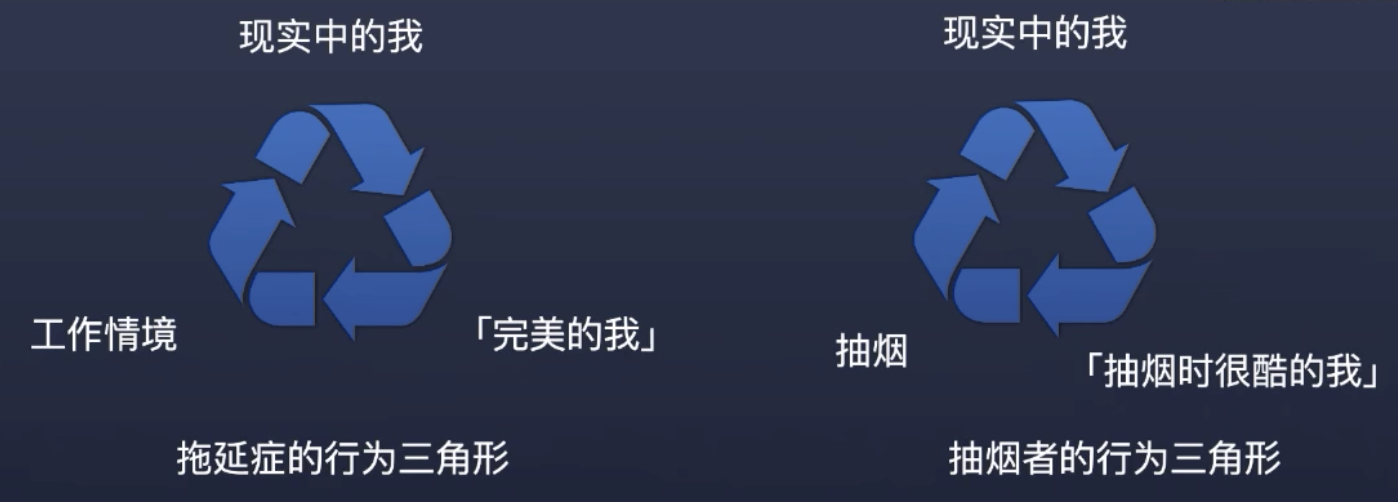 现实中的我
工作情境
「完美的我」
拖延症的行为三角形
现实中的我
抽烟
「抽烟时很酷的我」
抽烟者的行为三角形